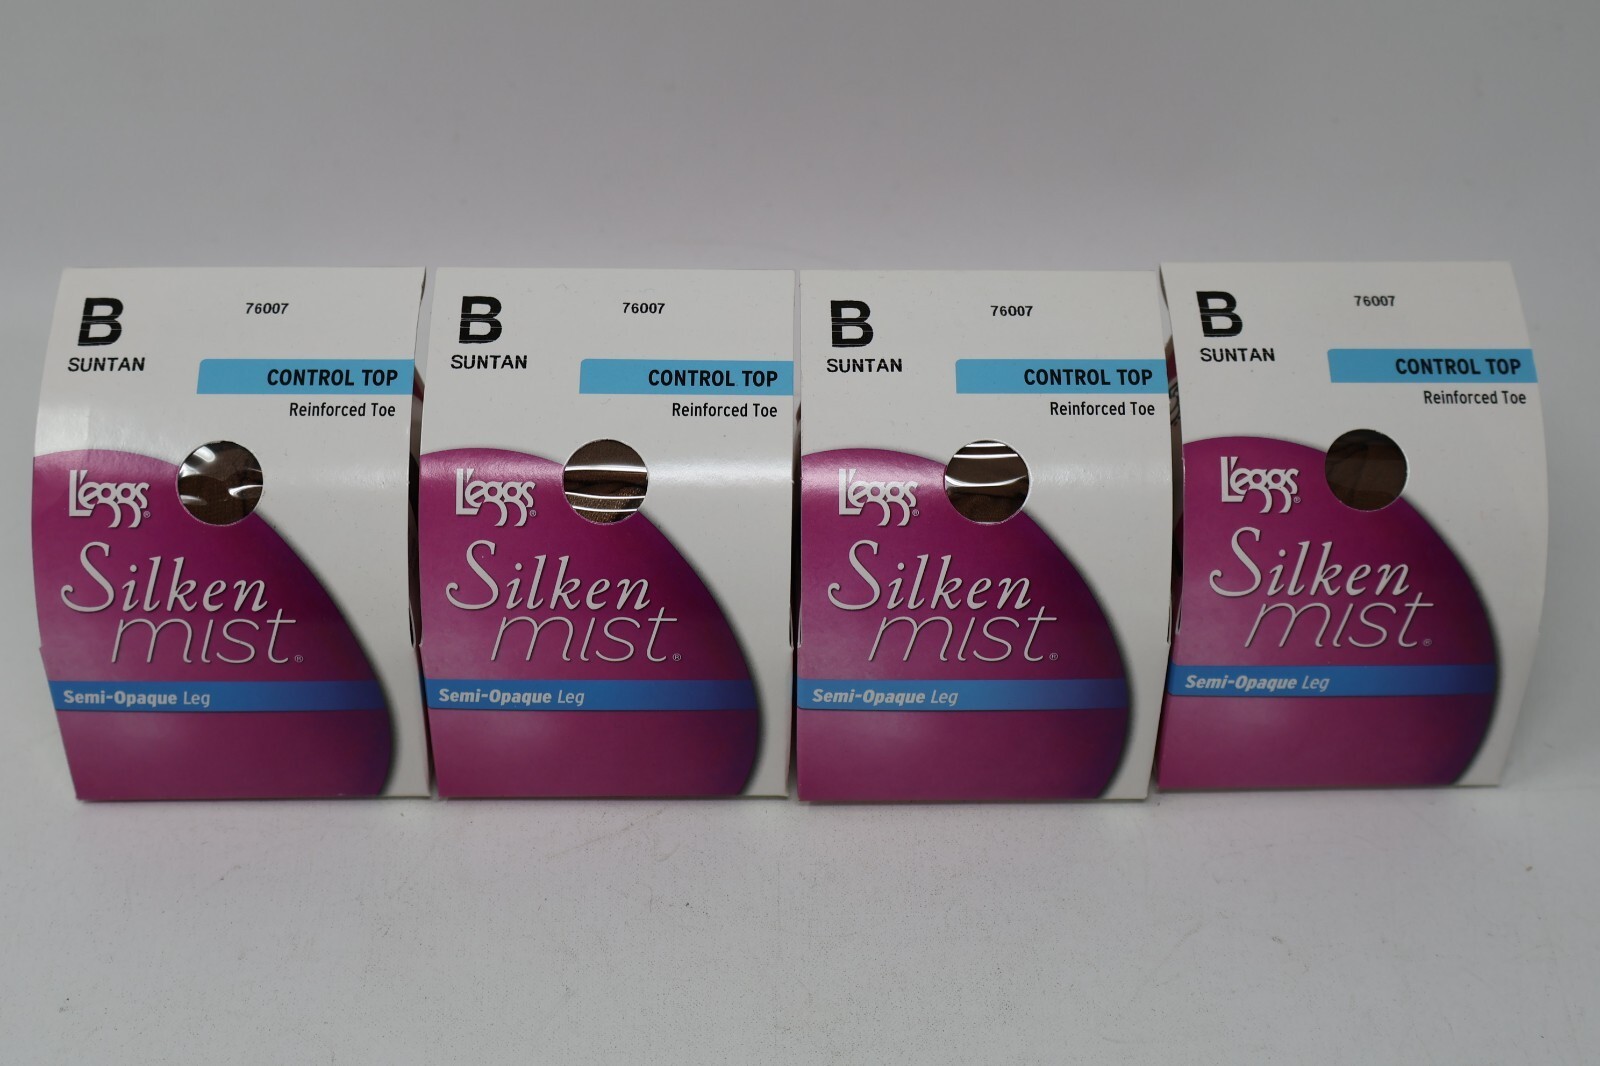 B
76007
SUNTAN
CONTROL TOP
Reinforced Toe
L'eggs®
Silken
mist®
Semi-Opaque Leg
B
76007
SUNTAN
CONTROL TOP
Reinforced Toe
L'eggs®
Silken
mist®
Semi-Opaque Leg
B
76007
SUNTAN
CONTROL TOP
Reinforced Toe
L'eggs®
Silken
mist®
Semi-Opaque Leg
B
76007
SUNTAN
CONTROL TOP
Reinforced Toe
L'eggs®
Silken
mist®
Semi-Opaque Leg